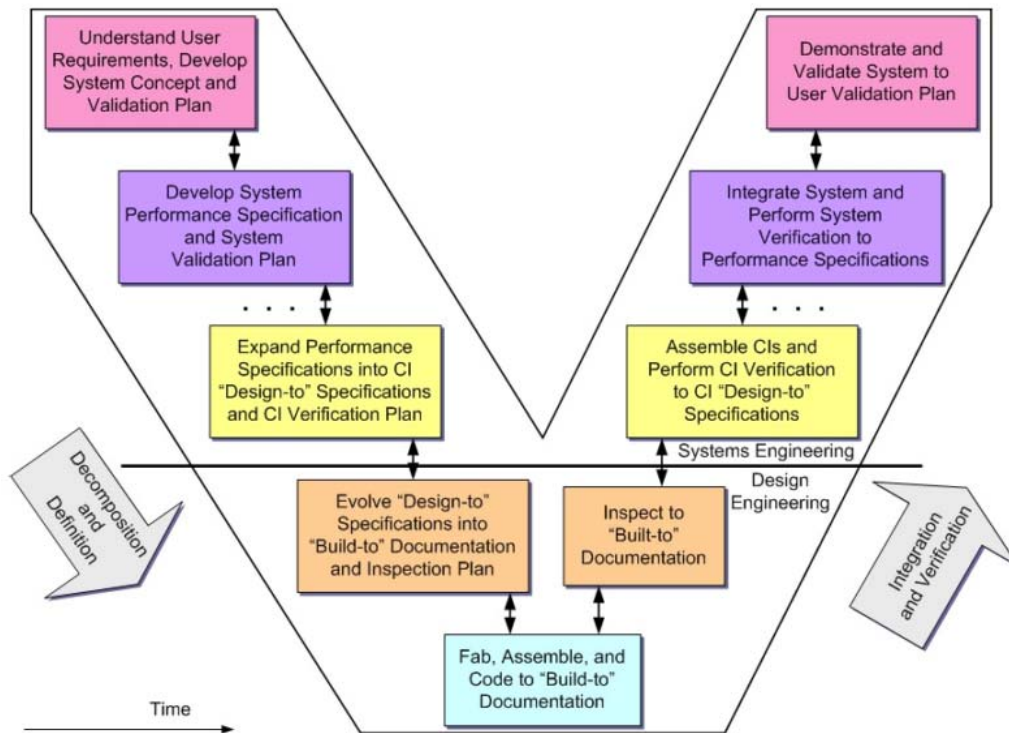 Understand User
Requirements, Develop
System Concept and
Validation Plan
Demonstrate and
Validate System to
User Validation Plan
Develop System
Performance Specification
and System
Validation Plan
Integrate System and
Perform System
Verification to
Performance Specifications
. . .
. . .
Expand Performance
Specifications into CI
“Design-to” Specifications
and CI Verification Plan
Assemble CIs and
Perform CI Verification
to CI “Design-to”
Specifications
Systems Engineering
Design
Engineering
Decomposition
and
Definition
Evolve “Design-to”
Specifications into
“Build-to” Documentation
and Inspection Plan
Inspect to
“Built-to”
Documentation
Integration
and Verification
Fab, Assemble, and
Code to “Build-to”
Documentation
Time